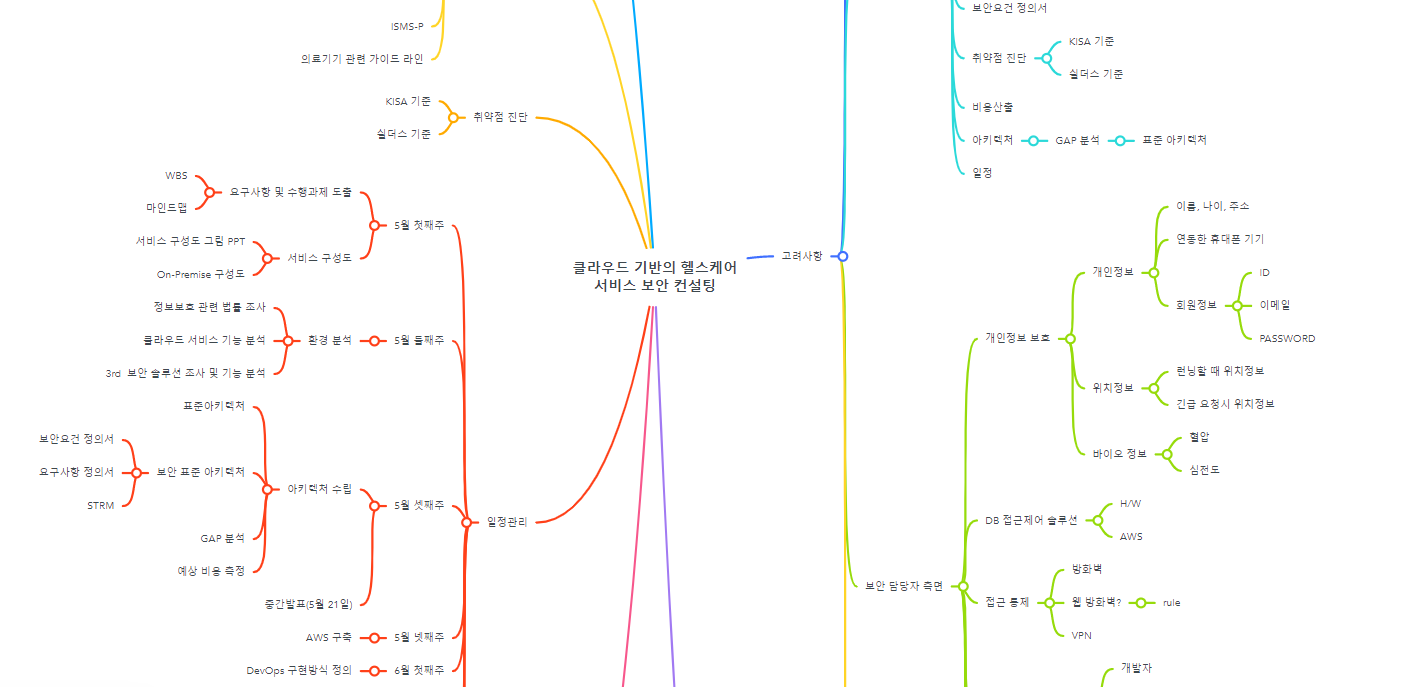 ISMS-P
의료기기 관련 가이드 라인
KISA 기준
쉴더스 기준
취약점 진단
WBS
마인드맵
요구사항 및 수행과제 도출
서비스 구성도 그림 PPT
On-Premise 구성도
서비스 구성도
5월 첫째주
정보보호 관련 법률 조사
클라우드 서비스 기능 분석
3rd 보안 솔루션 조사 및 기능 분석
환경 분석
5월 둘째주
표준아키텍처
보안요건 정의서
요구사항 정의서
STRM
보안 표준 아키텍처
GAP 분석
예상 비용 측정
아키텍처 수립
중간발표(5월 21일)
5월 셋째주
AWS 구축
5월 넷째주
DevOps 구현방식 정의
6월 첫째주
일정관리
클라우드 기반의 헬스케어
서비스 보안 컨설팅
고려사항
보안요건 정의서
취약점 진단
KISA 기준
쉴더스 기준
비용산출
아키텍처
GAP 분석
표준 아키텍처
일정
보안 담당자 측면
개인정보 보호
개인정보
이름, 나이, 주소
연동한 휴대폰 기기
회원정보
ID
이메일
PASSWORD
위치정보
런닝할 때 위치정보
긴급 요청시 위치정보
바이오 정보
혈압
심전도
DB 접근제어 솔루션
H/W
AWS
접근 통제
방화벽
웹 방화벽?
rule
VPN
개발자